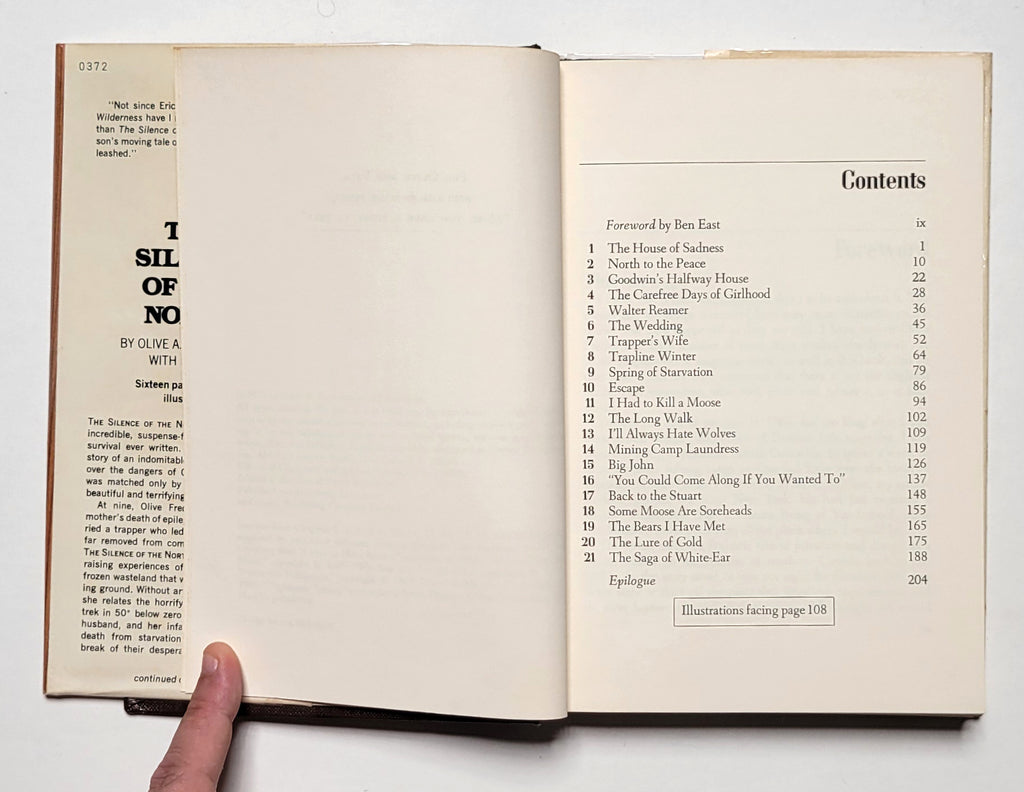 0372
"Not since Eric
Wilderness have I
than The Silence
son's moving tale
leashed."
T
SIL
OF
NO
BY OLIVE A.
WITH
Sixteen
illus
THE SILENCE OF THE N
incredible, suspense-f
survival ever written.
story of an indomitabl
over the dangers of
was matched only by
beautiful and terrifying
At nine, Olive Fre
mother's death of epile
ried a trapper who led
far removed from com
THE SILENCE OF THE NOR
raising experiences of
frozen wasteland that
ing ground. Without
she relates the horrify
trek in 50° below zero
husband, and her infa
death from starvation
break of their despera
continued
Contents
Foreword by Ben East ix
1 The House of Sadness 1
2 North to the Peace 10
3 Goodwin's Halfway House 22
4 The Carefree Days of Girlhood 28
5 Walter Reamer 36
6 The Wedding 45
7 Trapper's Wife 52
8 Trapline Winter 64
9 Spring of Starvation 79
10 Escape 86
11 I Had to Kill a Moose 94
12 The Long Walk 102
13 I'll Always Hate Wolves 109
14 Mining Camp Laundress 119
15 Big John 126
16 "You Could Come Along If You Wanted To" 137
17 Back to the Stuart 148
18 Some Moose Are Soreheads 155
19 The Bears I Have Met 165
20 The Lure of Gold 175
21 The Saga of White-Ear 188
Epilogue 204
Illustrations facing page 108